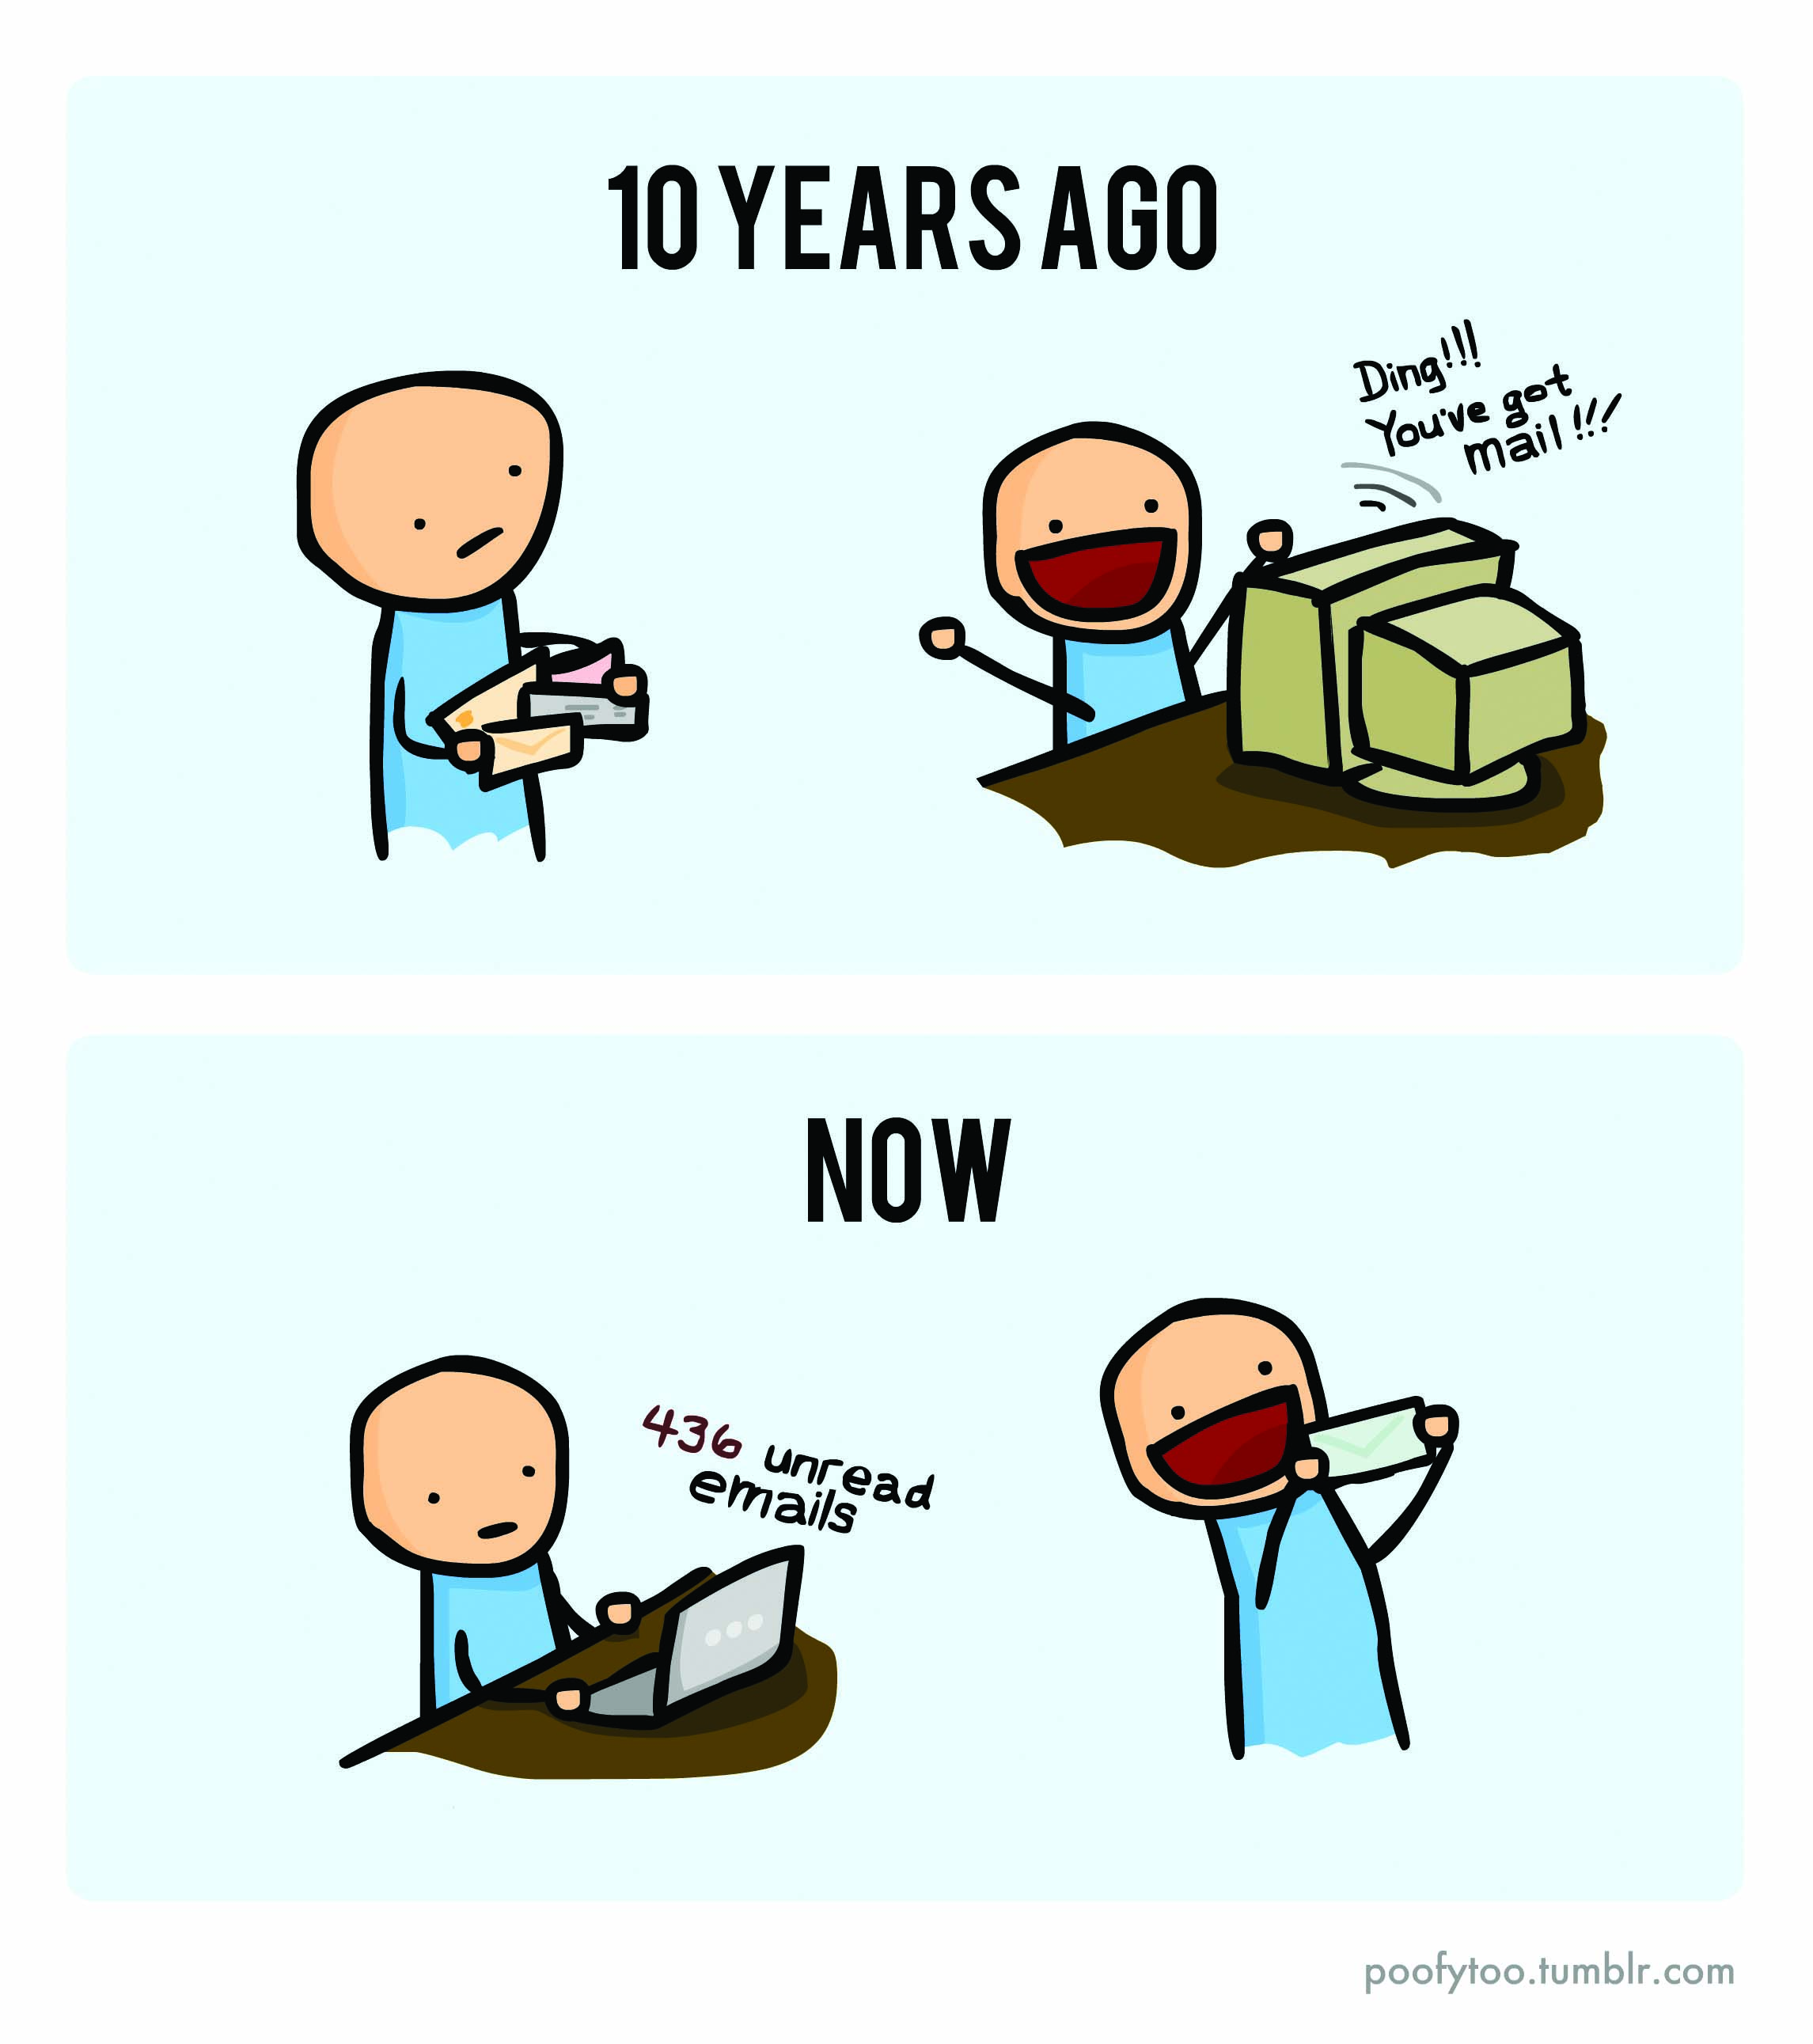 10 YEARS AGO
Ding!!!
You've got
mail!!!
NOW
436 unread
emails
poofytoo.tumblr.com